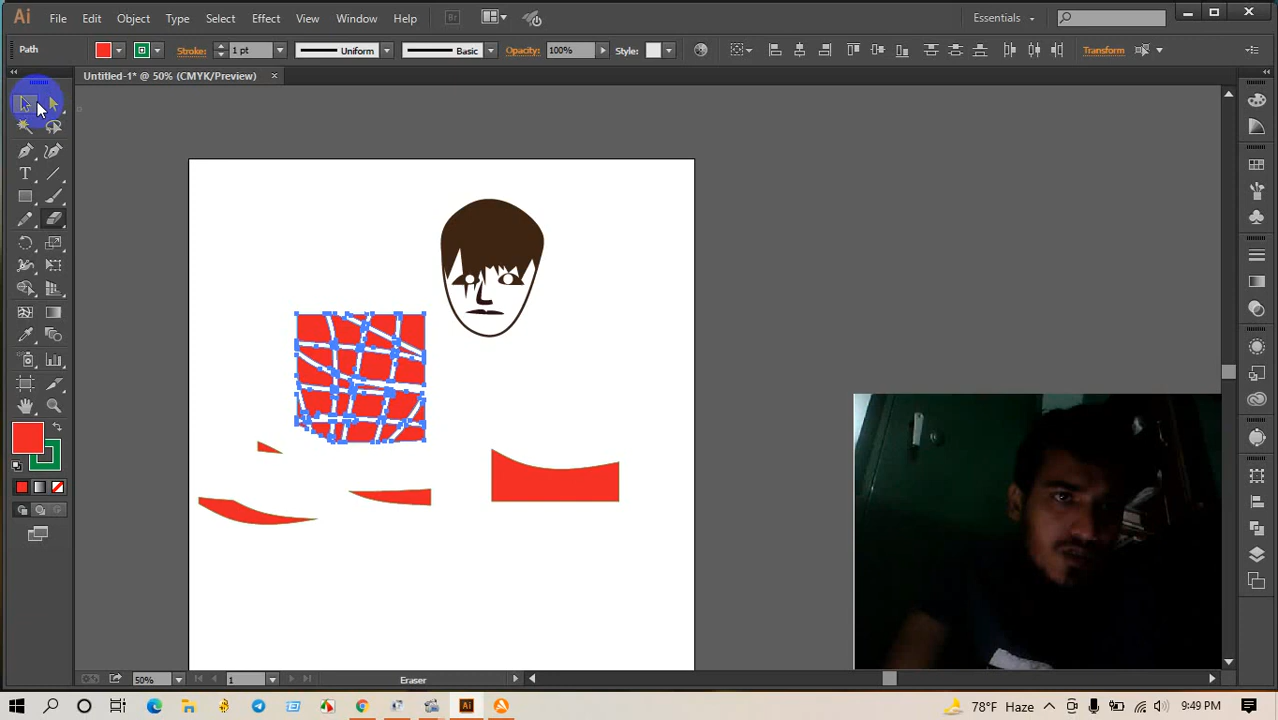 Ai File Edit Object Type Select Effect View Window Help Br Essentials
Path Stroke: 1 pt Uniform Basic Opacity: 100% Style: Transform
Untitled-1* @ 50% (CMYK/Preview)
T
50% 1 Eraser
78°F Haze 9:49 PM